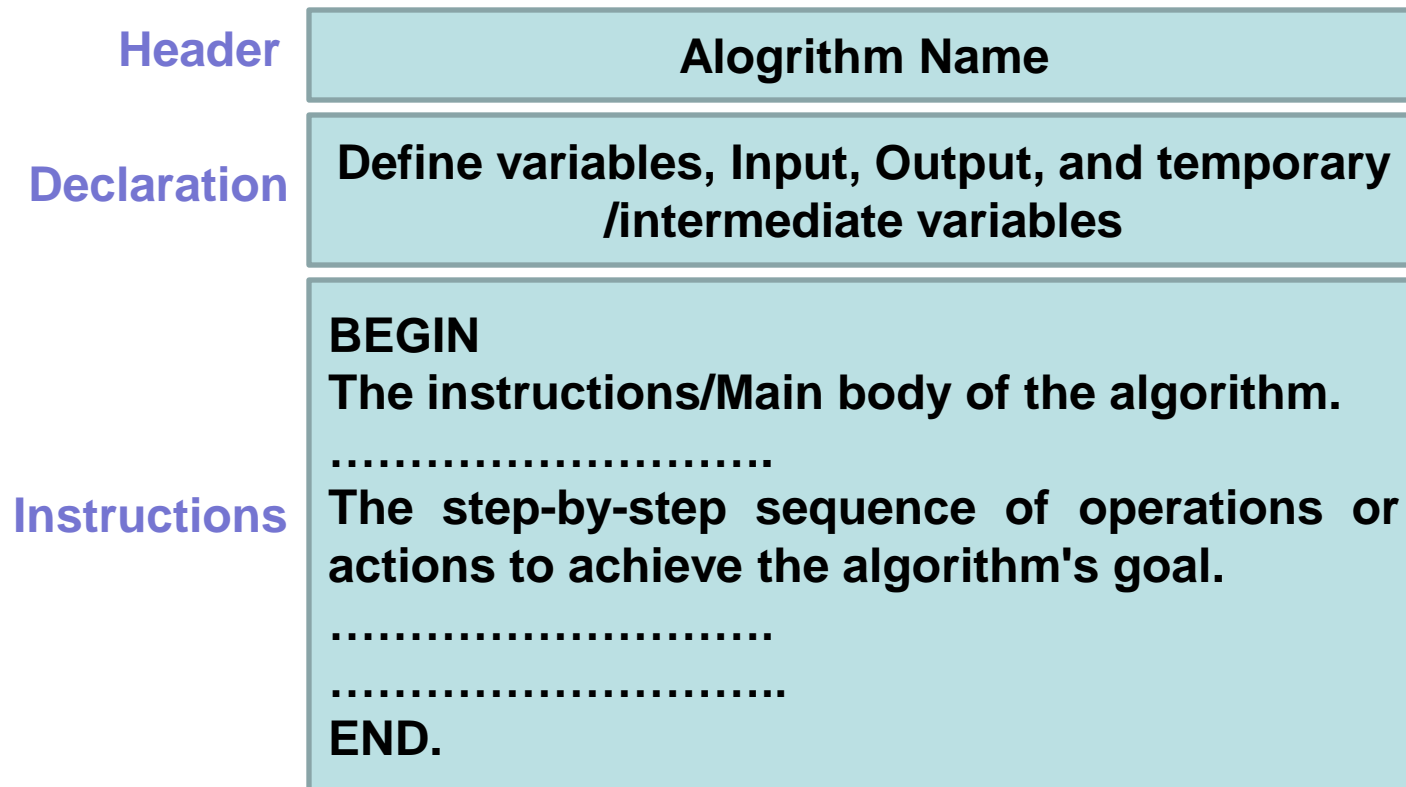 Header
Alogrithm Name
Declaration
Define variables, Input, Output, and temporary
/intermediate variables
Instructions
BEGIN
The instructions/Main body of the algorithm.
……………………….
The step-by-step sequence of operations or
actions to achieve the algorithm's goal.
……………………….
………………………..
END.